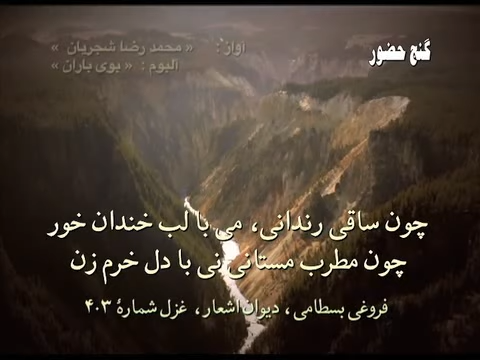 گنج حضور
آواز: « محمد رضا شجریان »
آلبوم: « بوی باران »
چون ساقی رندانی، می با لب خندان خور
چون مطرب مستانی نی با دل خرم زن
فروغی بسطامی، دیوان اشعار، غزل شمارهٔ ۴۰۳